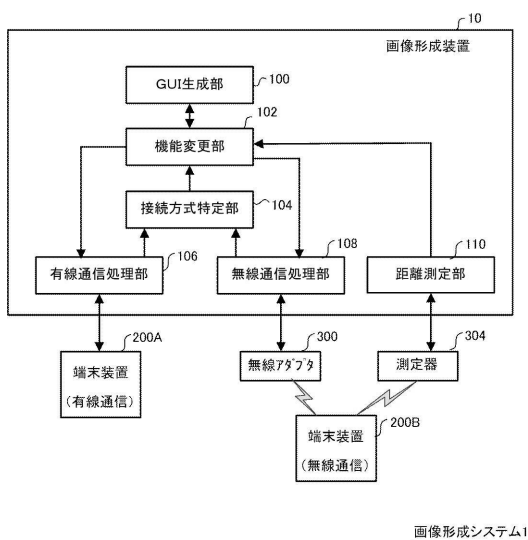 10
画像形成装置
GUI生成部
100
102
機能変更部
接続方式特定部
104
106
108
110
有線通信処理部
無線通信処理部
距離測定部
200A
300
304
端末装置
(有線通信)
無線アダプタ
測定器
200B
端末装置
(無線通信)
画像形成システム1